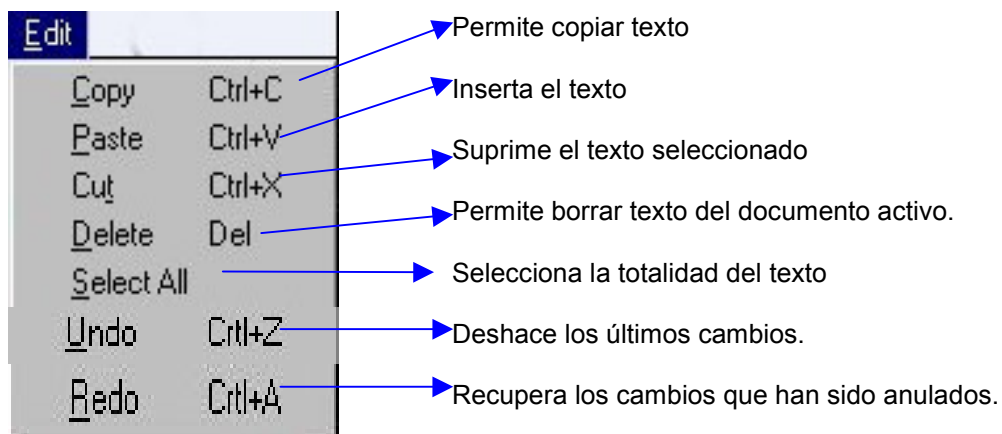 Edit
Permite copiar texto
Copy Ctrl+C
Inserta el texto
Paste Ctrl+V
Suprime el texto seleccionado
Cut Ctrl+X
Permite borrar texto del documento activo.
Delete Del
Selecciona la totalidad del texto
Select All
Undo Crtl+Z
Deshace los últimos cambios.
Redo Crtl+A
Recupera los cambios que han sido anulados.